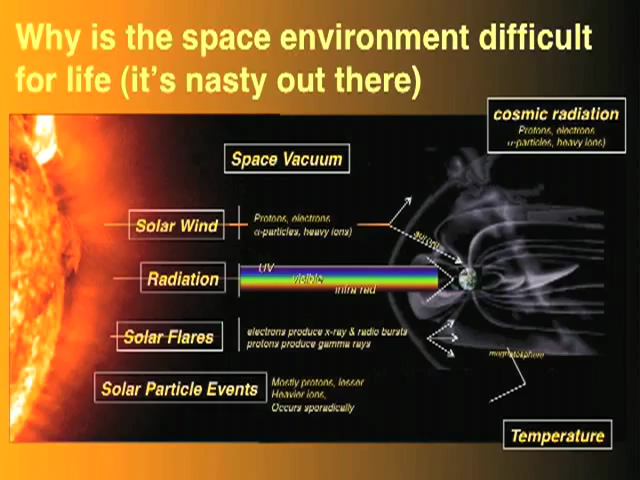 Why is the space environment difficult
for life (it's nasty out there)
cosmic radiation
Protons, electrons
α-particles, heavy ions)
Space Vacuum
Solar Wind
Protons, electrons
α-particles, heavy ions)
Radiation
UV
visible
infra red
Solar Flares
electrons produce x-ray & radio bursts
protons produce gamma rays
magnetosphere
Solar Particle Events
Mostly protons, lesser
Heavier ions,
Occurs sporadically
Temperature